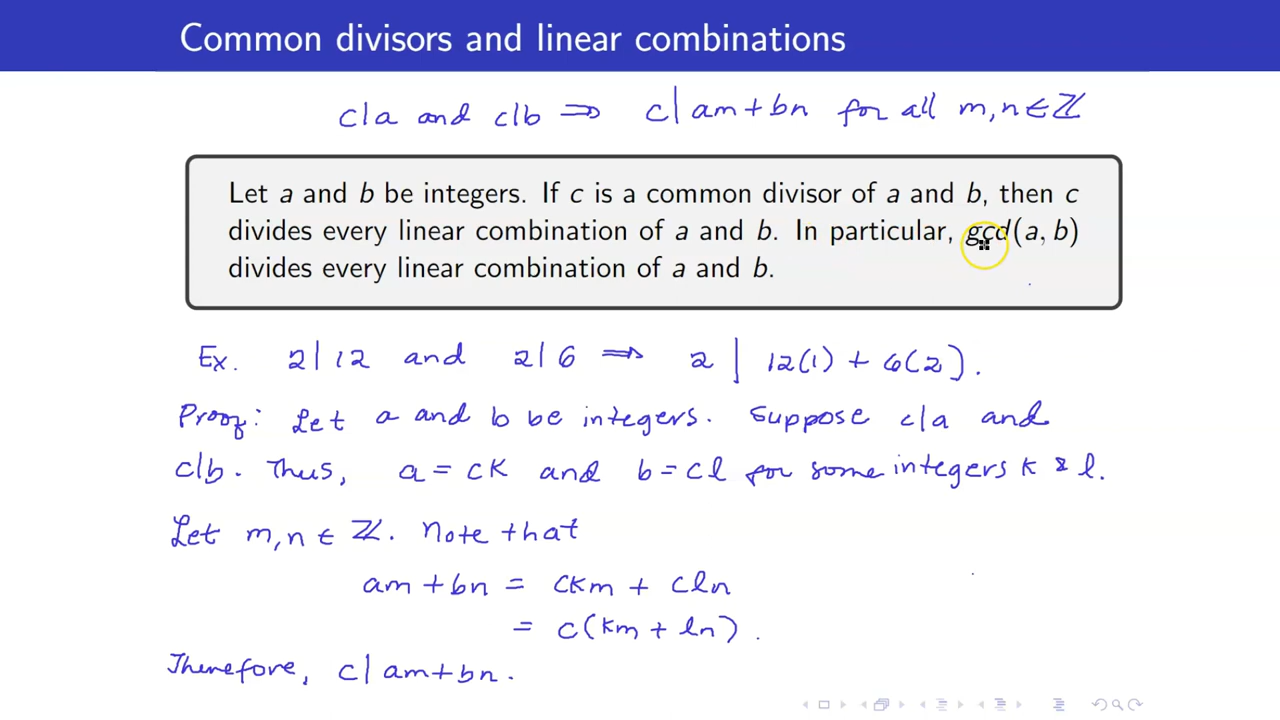 Common divisors and linear combinations
c|a and c|b ⇒ c | am + bn for all m, n ∈ ℤ
Let a and b be integers. If c is a common divisor of a and b, then c
divides every linear combination of a and b. In particular, gcd(a, b)
divides every linear combination of a and b.
Ex. 2|12 and 2|6 ⇒ 2 | 12(1) + 6(2).
Proof: Let a and b be integers. Suppose c|a and
c|b. Thus, a = ck and b = cl for some integers k & l.
Let m, n ∈ ℤ. Note that
am + bn = ckm + cln
= c(km + ln).
Therefore, c | am + bn.